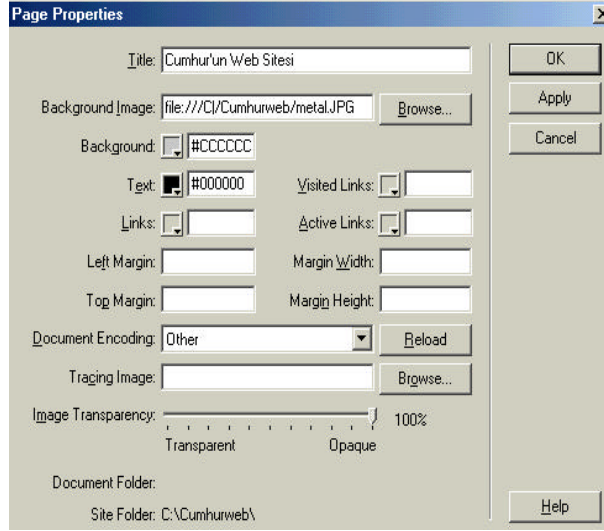 Page Properties
Title: Cumhur'un Web Sitesi
OK
Background Image: file:///C|/Cumhurweb/metal.JPG Browse...
Apply
Background: #CCCCCC
Cancel
Text: #000000 Visited Links:
Links: Active Links:
Left Margin: Margin Width:
Top Margin: Margin Height:
Document Encoding: Other Reload
Tracing Image: Browse...
Image Transparency: 100%
Transparent Opaque
Document Folder:
Site Folder: C:\Cumhurweb\
Help